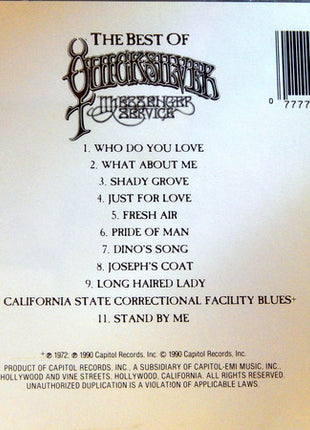 THE BEST OF
QUICKSILVER
MESSENGER
SERVICE
1. WHO DO YOU LOVE
2. WHAT ABOUT ME
3. SHADY GROVE
4. JUST FOR LOVE
5. FRESH AIR
6. PRIDE OF MAN
7. DINO'S SONG
8. JOSEPH'S COAT
9. LONG HAIRED LADY
CALIFORNIA STATE CORRECTIONAL FACILITY BLUES+
11. STAND BY ME
+℗ 1972; ℗ 1990 Capitol Records, Inc. © 1990 Capitol Records, Inc.
PRODUCT OF CAPITOL RECORDS, INC., A SUBSIDIARY OF CAPITOL-EMI MUSIC, INC.,
HOLLYWOOD AND VINE STREETS, HOLLYWOOD, CALIFORNIA. ALL RIGHTS RESERVED.
UNAUTHORIZED DUPLICATION IS A VIOLATION OF APPLICABLE LAWS.
0 7777